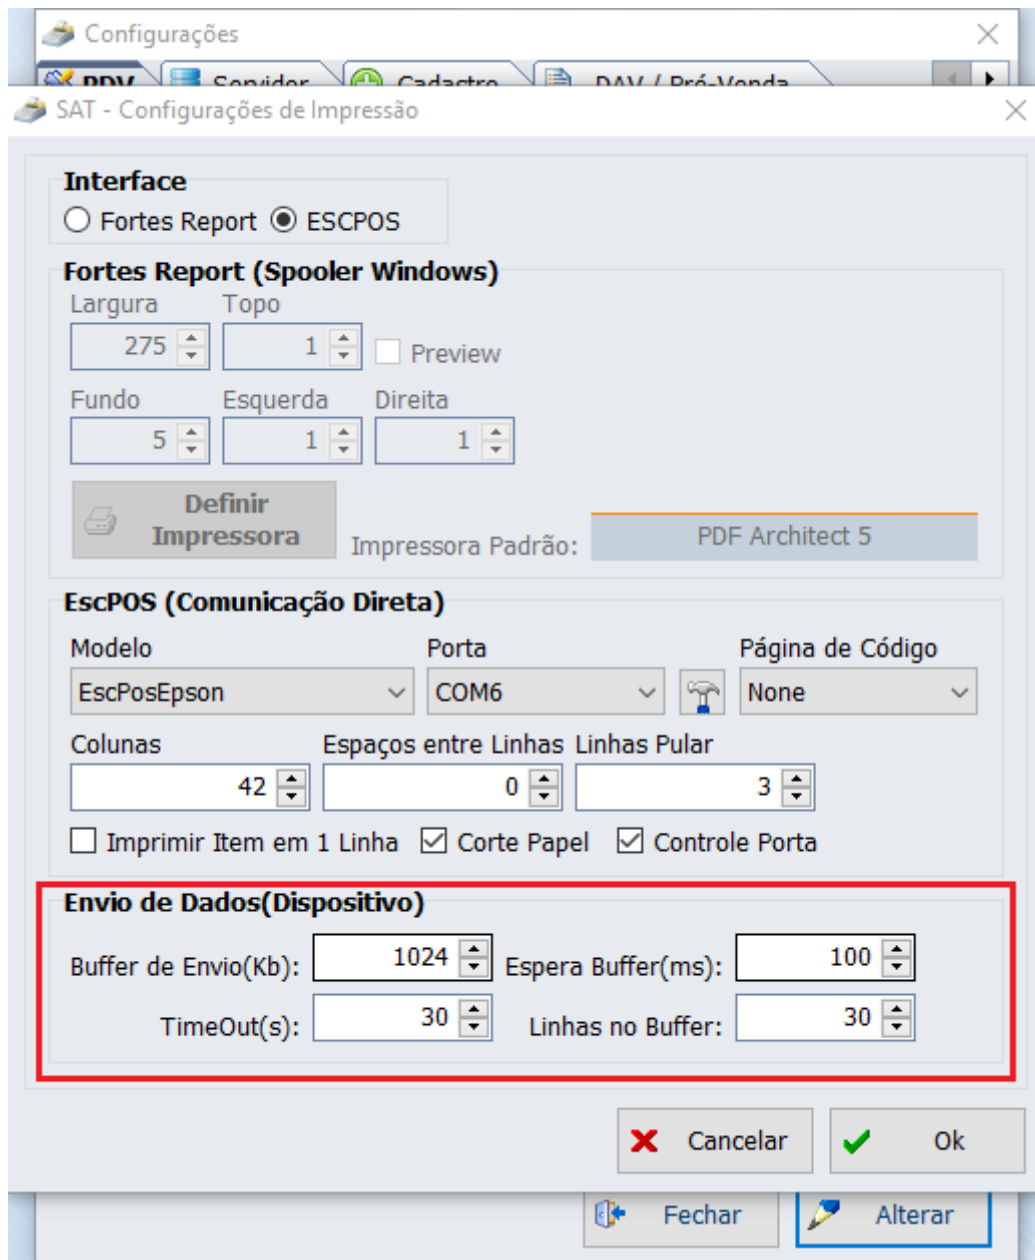 Configurações
PDV Servidor Cadastro DAV / Pré-Venda
SAT - Configurações de Impressão
Interface
Fortes Report ESCPOS
Fortes Report (Spooler Windows)
Largura Topo
275 1 Preview
Fundo Esquerda Direita
5 1 1
Definir
Impressora Impressora Padrão: PDF Architect 5
EscPOS (Comunicação Direta)
Modelo Porta Página de Código
EscPosEpson COM6 None
Colunas Espaços entre Linhas Linhas Pular
42 0 3
Imprimir Item em 1 Linha Corte Papel Controle Porta
Envio de Dados(Dispositivo)
Buffer de Envio(Kb): 1024 Espera Buffer(ms): 100
TimeOut(s): 30 Linhas no Buffer: 30
Cancelar Ok
Fechar Alterar